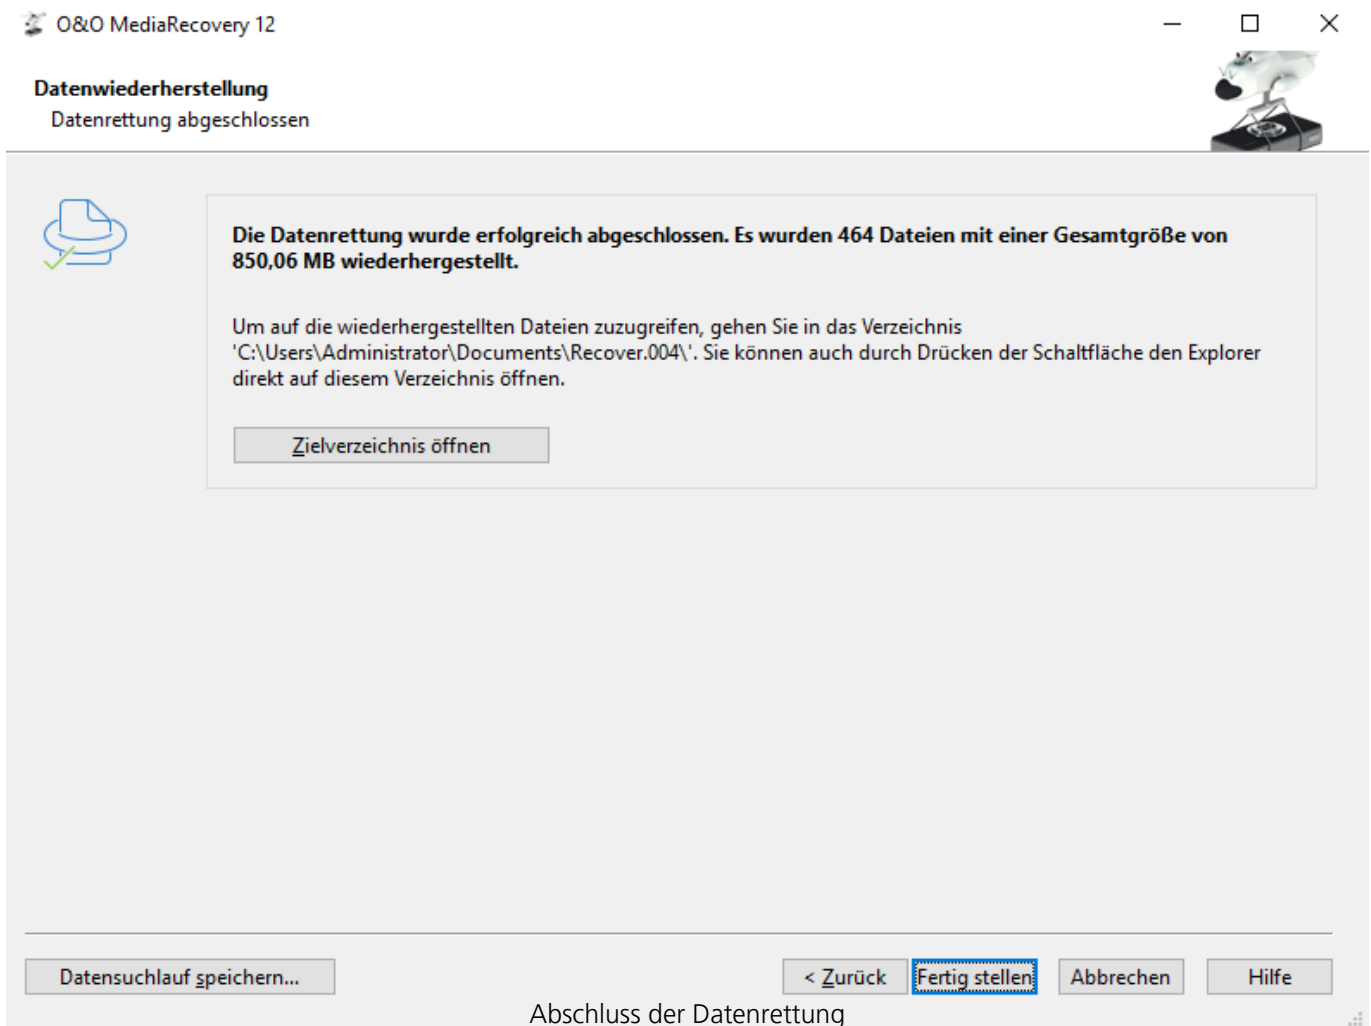 O&O MediaRecovery 12
Datenwiederherstellung
Datenrettung abgeschlossen
Die Datenrettung wurde erfolgreich abgeschlossen. Es wurden 464 Dateien mit einer Gesamtgröße von
850,06 MB wiederhergestellt.
Um auf die wiederhergestellten Dateien zuzugreifen, gehen Sie in das Verzeichnis
'C:\Users\Administrator\Documents\Recover.004\'. Sie können auch durch Drücken der Schaltfläche den Explorer
direkt auf diesem Verzeichnis öffnen.
Zielverzeichnis öffnen
Datensuchlauf speichern...
< Zurück
Fertig stellen
Abbrechen
Hilfe
Abschluss der Datenrettung